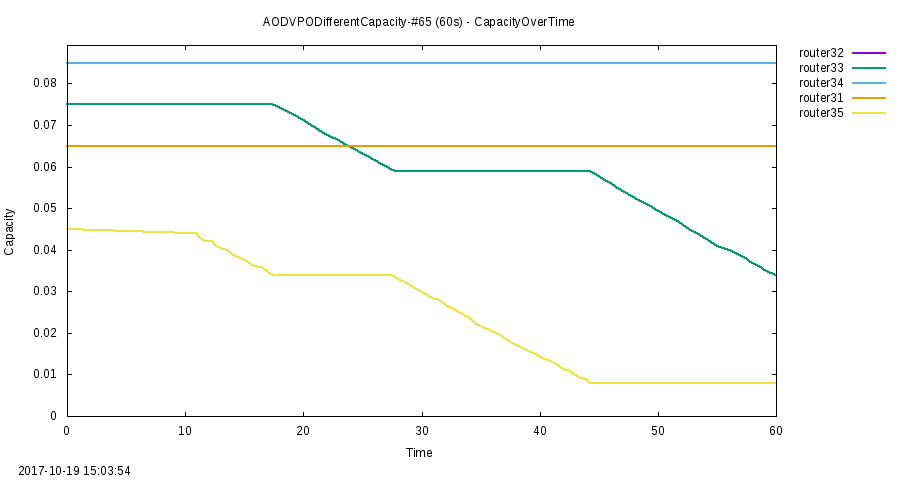 AODVPODifferentCapacity-#65 (60s) - CapacityOverTime
router32
router33
router34
router31
router35
0.08
0.07
0.06
0.05
0.04
0.03
0.02
0.01
0
Capacity
0 10 20 30 40 50 60
Time
2017-10-19 15:03:54